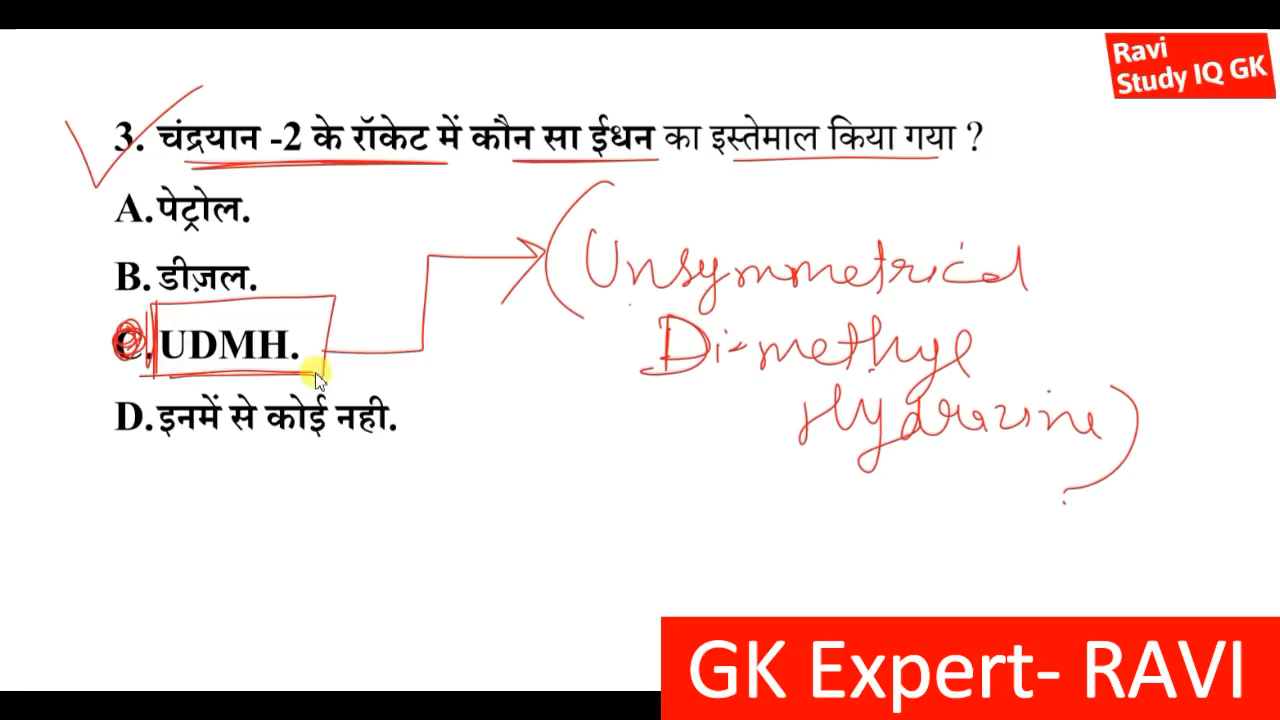 Ravi
Study IQ GK
3. चंद्रयान -2 के रॉकेट में कौन सा ईधन का इस्तेमाल किया गया ?
A. पेट्रोल.
B. डीज़ल.
C. UDMH.
D. इनमें से कोई नही.
(Unsymmetrical
Di-methyl
Hydrazine)
GK Expert- RAVI